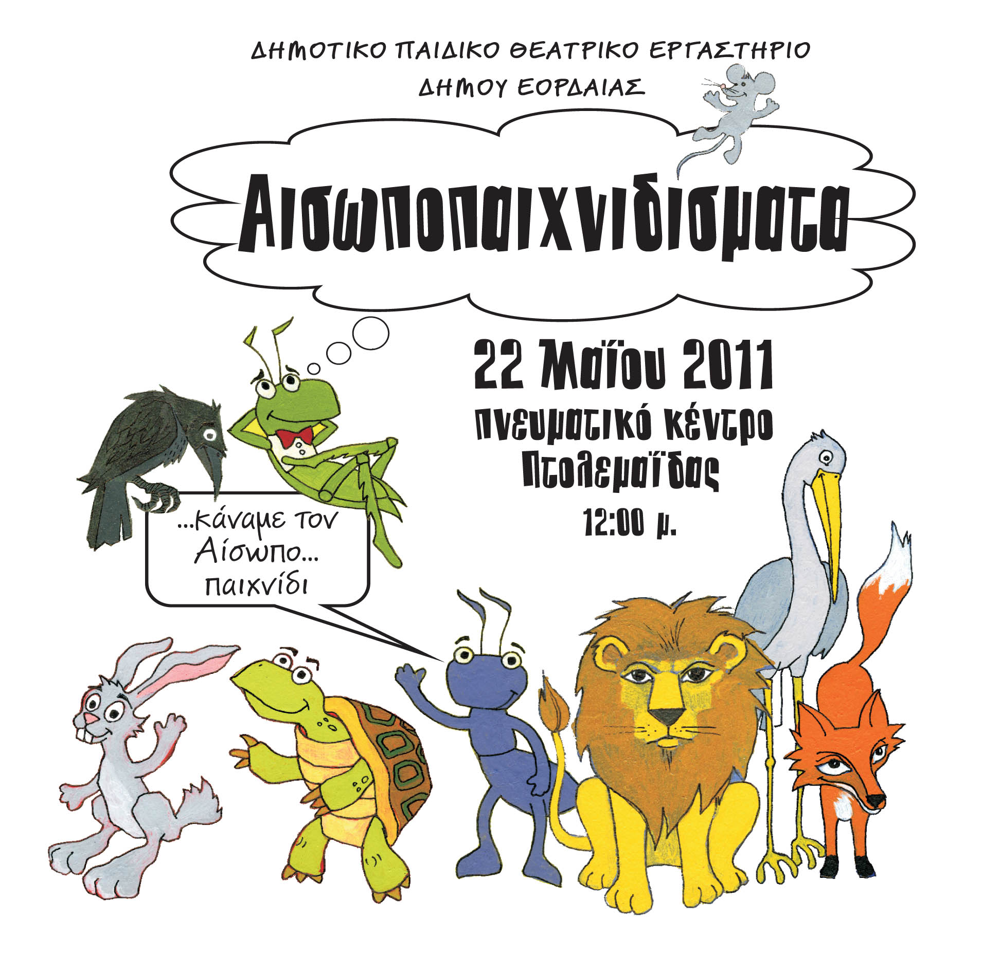 ΔΗΜΟΤΙΚΟ ΠΑΙΔΙΚΟ ΘΕΑΤΡΙΚΟ ΕΡΓΑΣΤΗΡΙΟ
ΔΗΜΟΥ ΕΟΡΔΑΙΑΣ
Αισωποπαιχνιδισματα
22 Μαΐου 2011
πνευματικό κέντρο
Πτολεμαΐδας
12:00 μ.
...κάναμε τον
Αίσωπο...
παιχνίδι